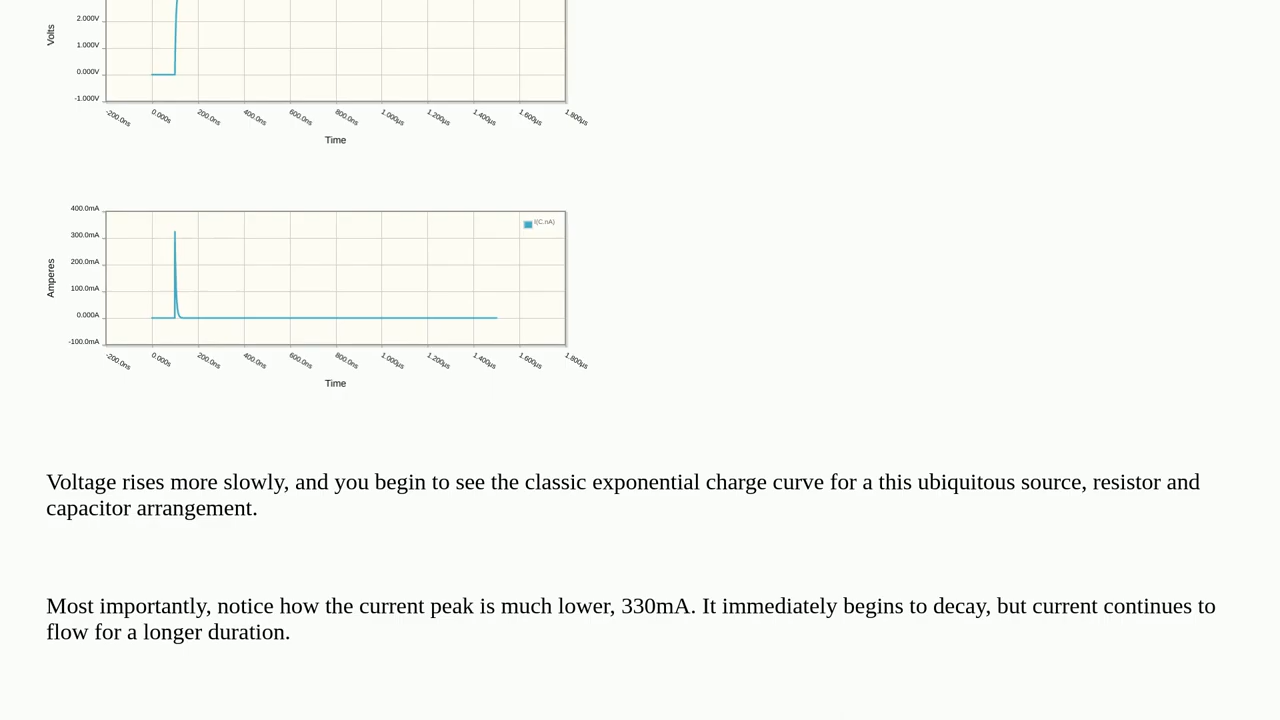 2.000V
Volts
1.000V
0.000V
-1.000V
-200.0ns 0.000s 200.0ns 400.0ns 600.0ns 800.0ns 1.000μs 1.200μs 1.400μs 1.600μs 1.800μs
Time
400.0mA
I(C.nA)
300.0mA
200.0mA
Amperes
100.0mA
0.000A
-100.0mA
-200.0ns 0.000s 200.0ns 400.0ns 600.0ns 800.0ns 1.000μs 1.200μs 1.400μs 1.600μs 1.800μs
Time
Voltage rises more slowly, and you begin to see the classic exponential charge curve for a this ubiquitous source, resistor and
capacitor arrangement.
Most importantly, notice how the current peak is much lower, 330mA. It immediately begins to decay, but current continues to
flow for a longer duration.